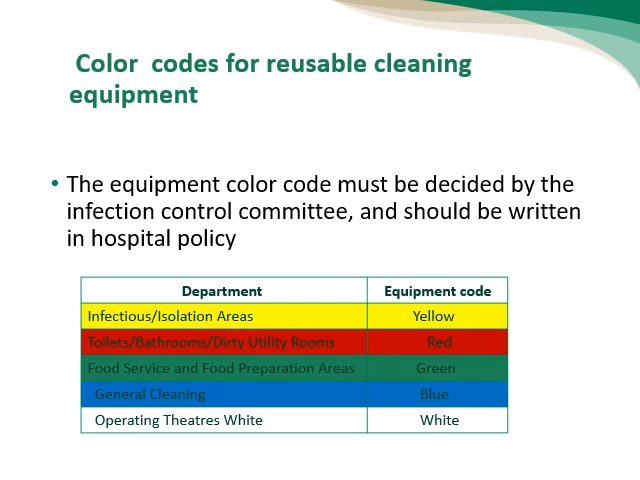 Color  codes for reusable cleaning
equipment
• The equipment color code must be decided by the
infection control committee, and should be written
in hospital policy
Department Equipment code
Infectious/Isolation Areas Yellow
Toilets/Bathrooms/Dirty Utility Rooms Red
Food Service and Food Preparation Areas Green
General Cleaning Blue
Operating Theatres White White